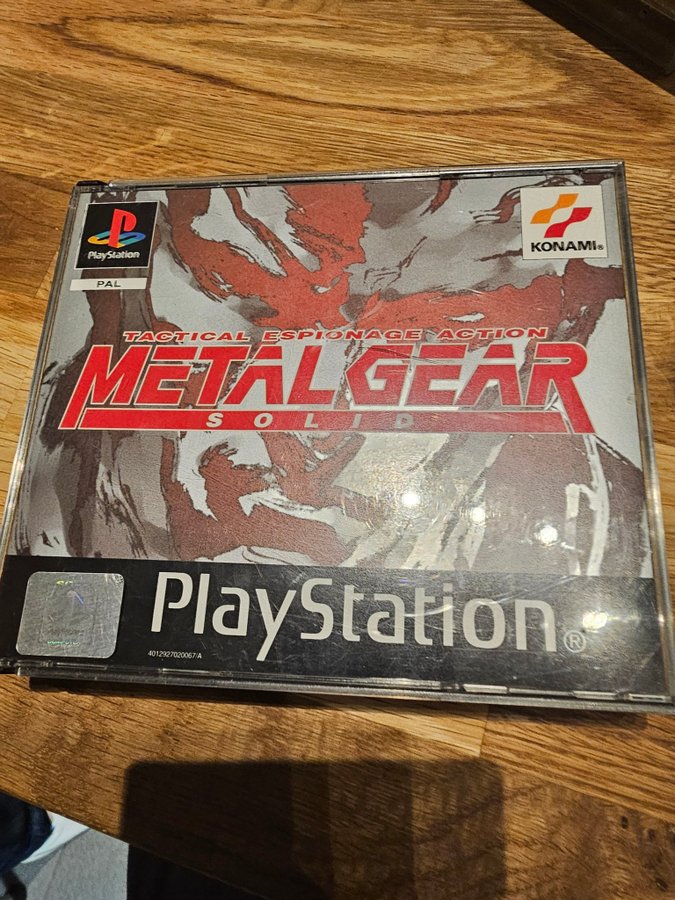 PlayStation
PAL
KONAMI®
TACTICAL ESPIONAGE ACTION
METAL GEAR
SOLID
PlayStation®
4012927020067/A